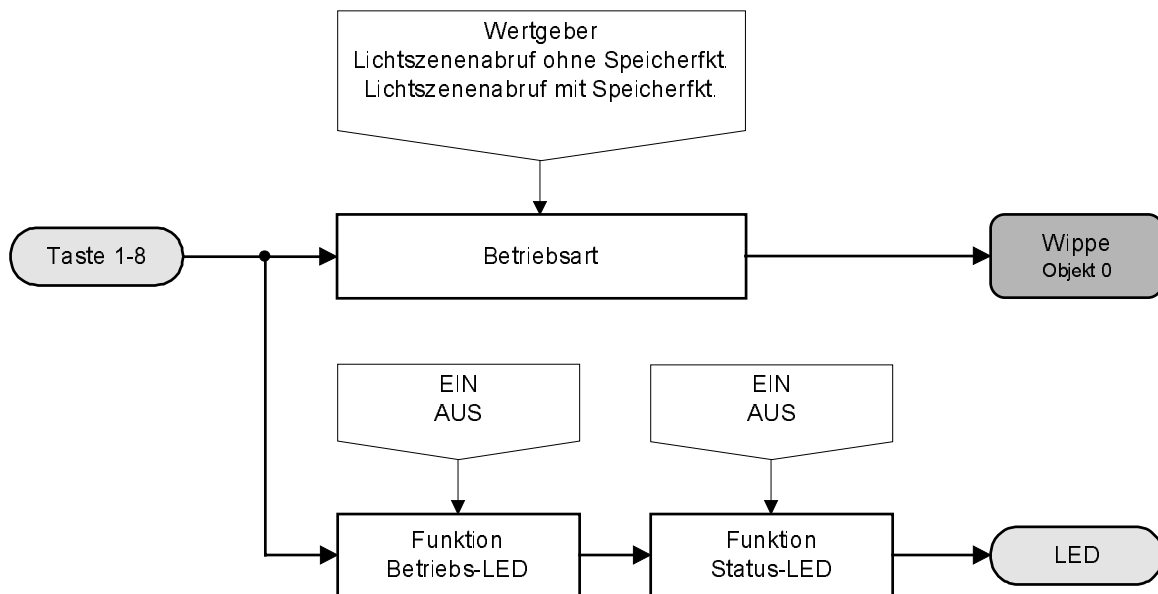 Wertgeber
Lichtszenenabruf ohne Speicherfkt.
Lichtszenenabruf mit Speicherfkt.
Taste 1-8
Betriebsart
Wippe
Objekt 0
EIN
AUS
EIN
AUS
Funktion
Betriebs-LED
Funktion
Status-LED
LED